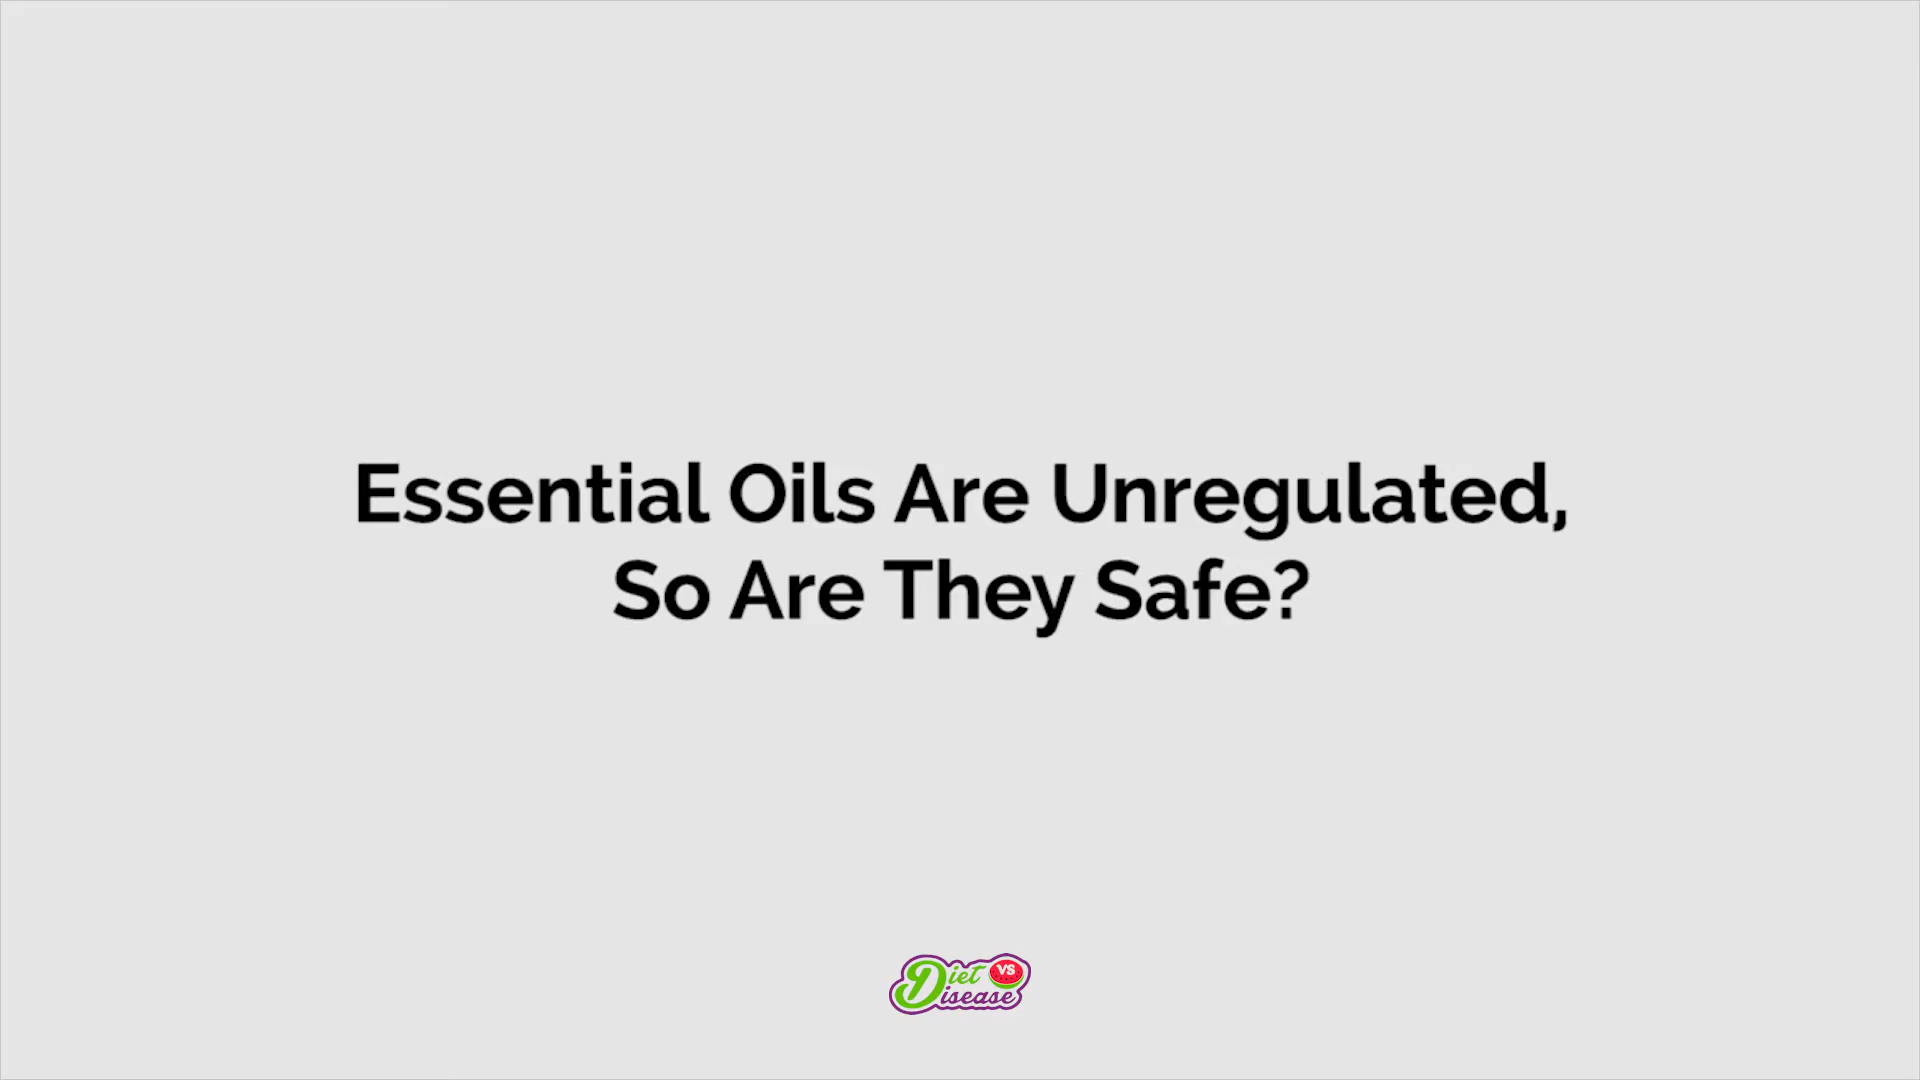 Essential Oils Are Unregulated,
So Are They Safe?
Diet vs
Disease